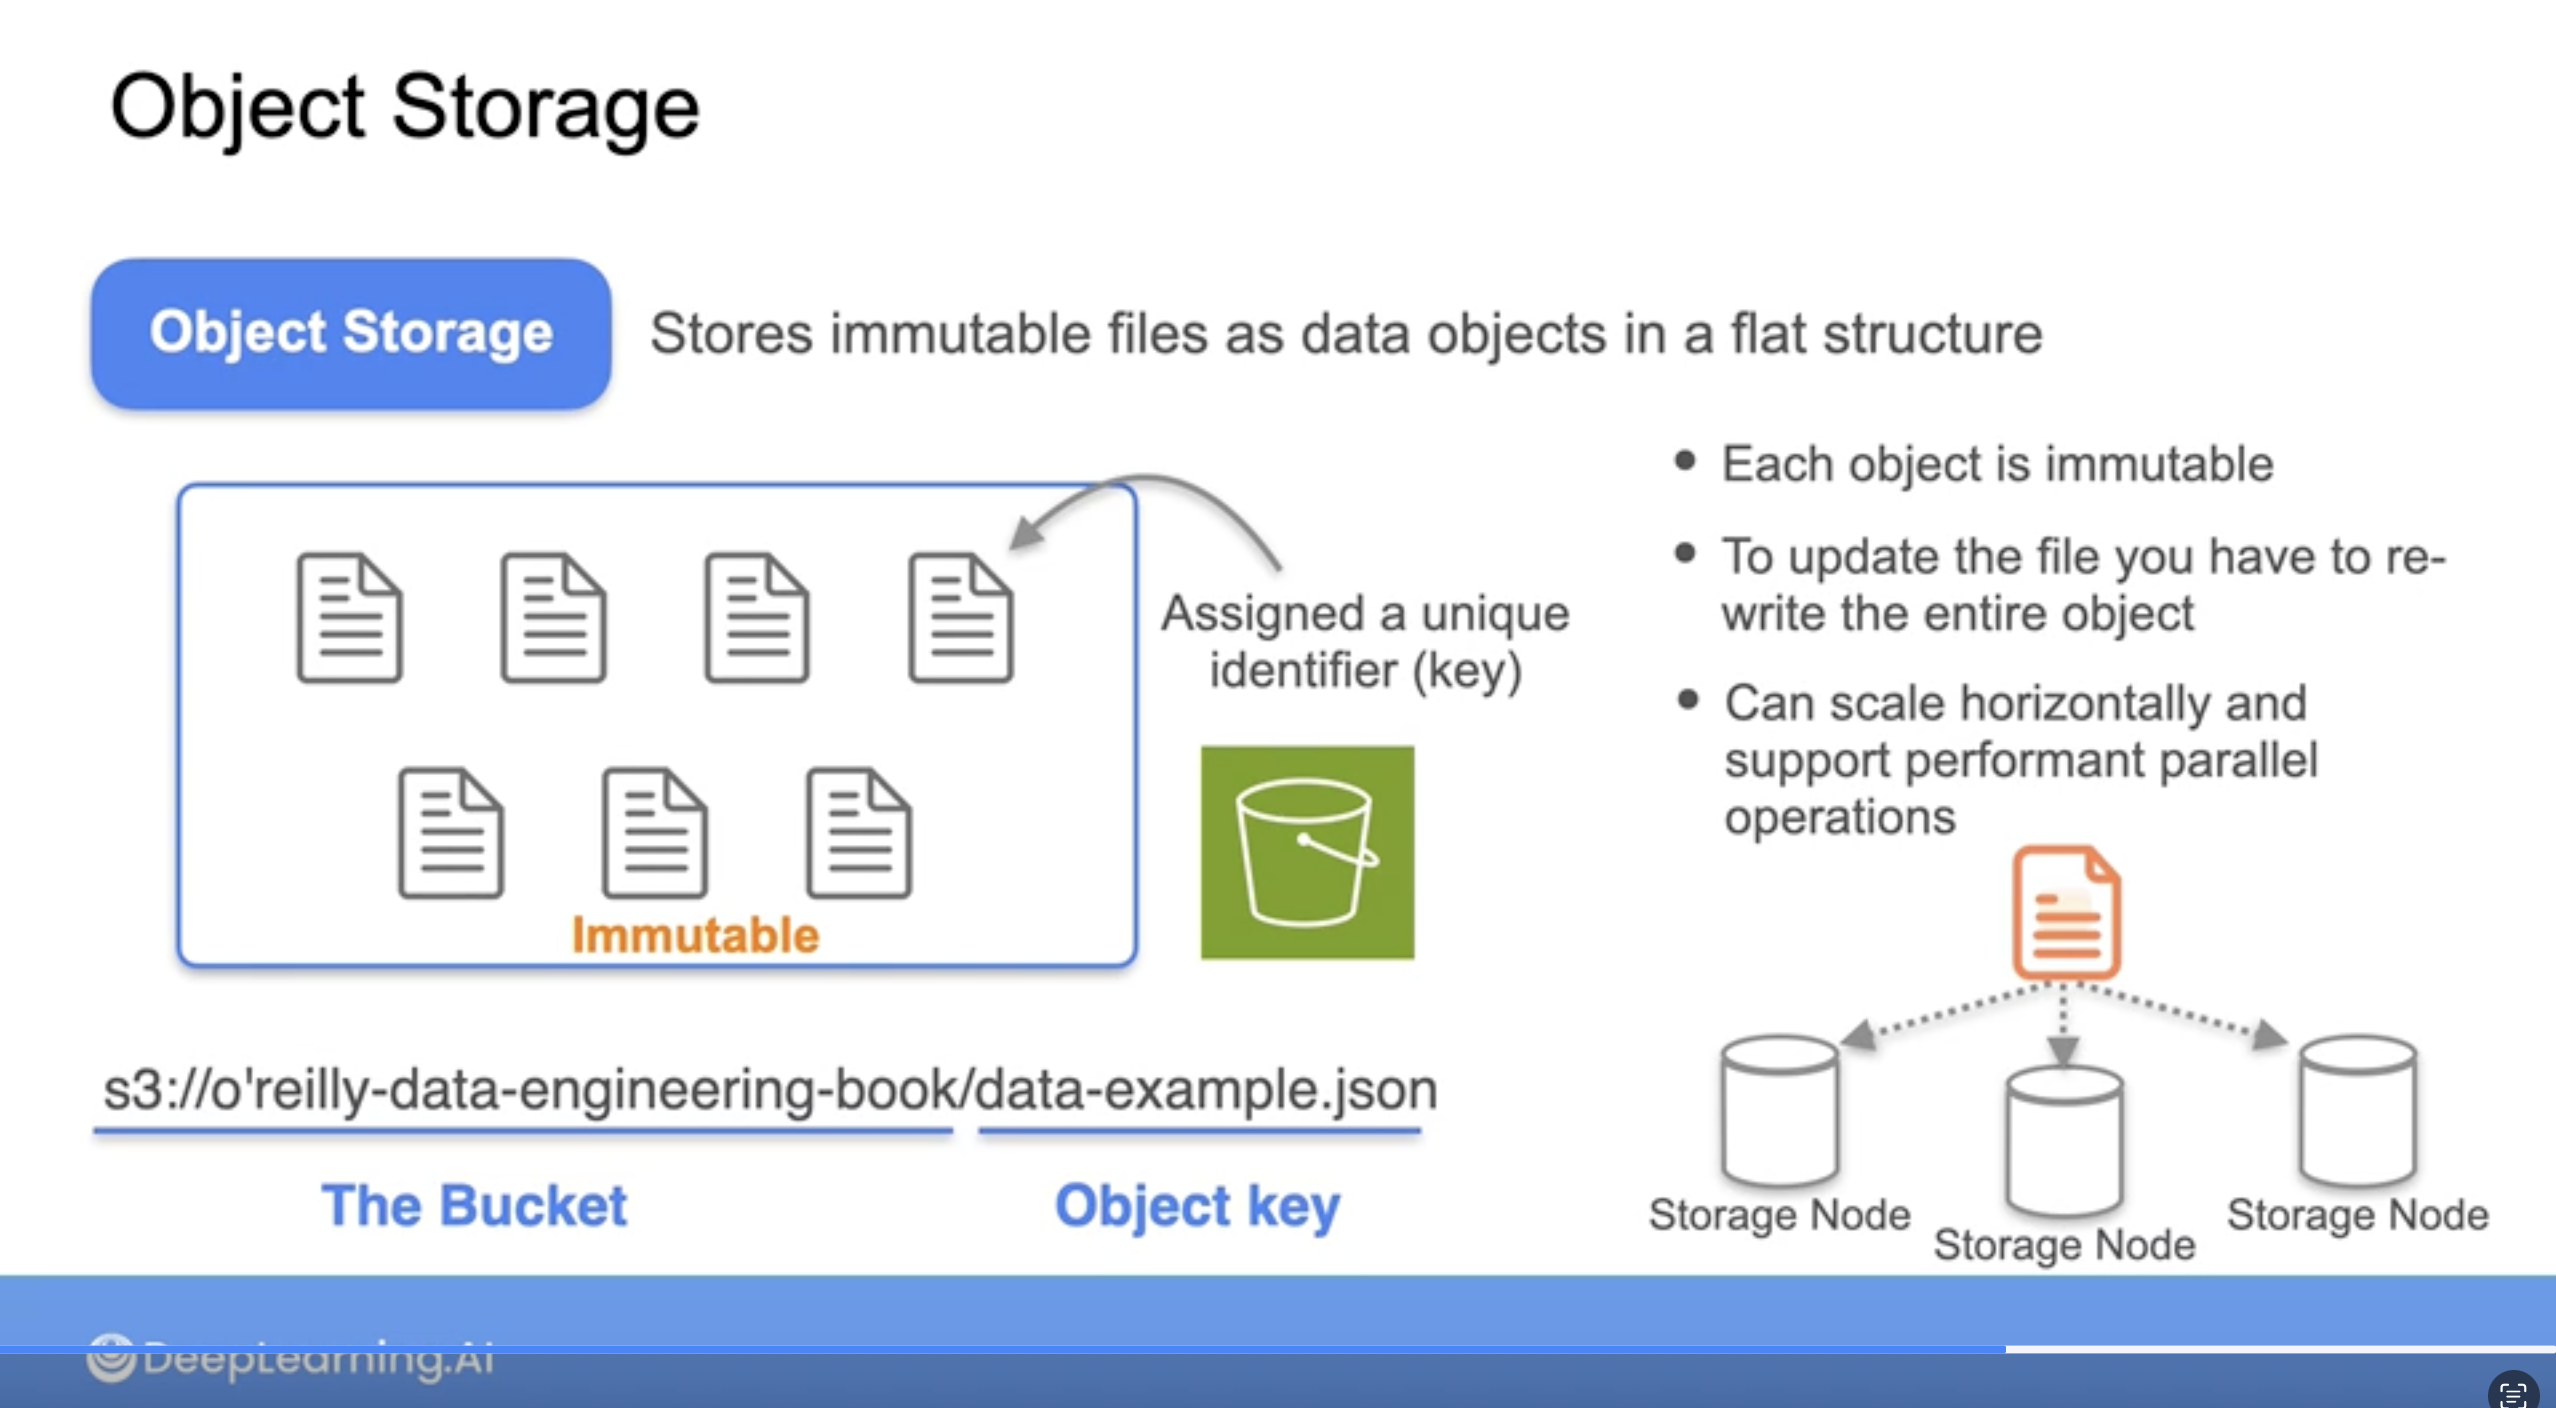 Object Storage
Object Storage
Stores immutable files as data objects in a flat structure
Assigned a unique
identifier (key)
Immutable
s3://o'reilly-data-engineering-book/data-example.json
The Bucket
Object key
• Each object is immutable
• To update the file you have to re-
write the entire object
• Can scale horizontally and
support performant parallel
operations
Storage Node
Storage Node
Storage Node
DeepLearning.AI